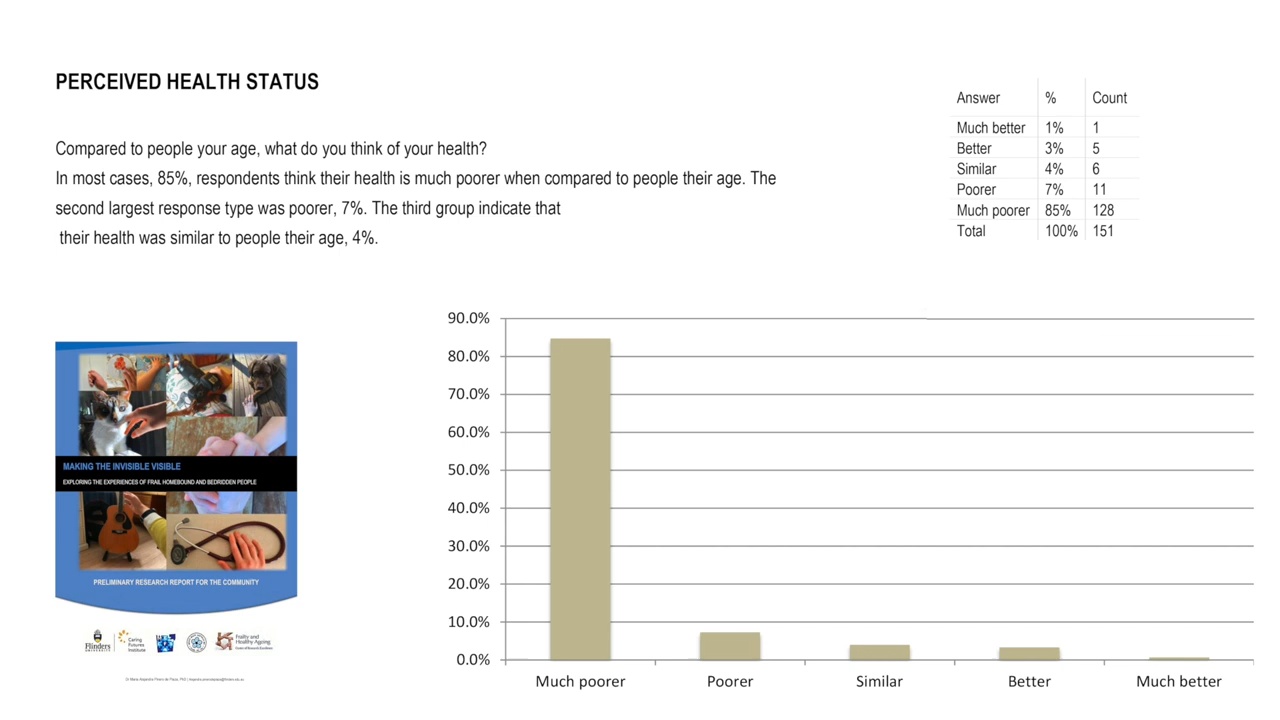 PERCEIVED HEALTH STATUS
Compared to people your age, what do you think of your health?
In most cases, 85%, respondents think their health is much poorer when compared to people their age. The
second largest response type was poorer, 7%. The third group indicate that
their health was similar to people their age, 4%.
Answer % Count
Much better 1% 1
Better 3% 5
Similar 4% 6
Poorer 7% 11
Much poorer 85% 128
Total 100% 151
MAKING THE INVISIBLE VISIBLE
EXPLORING THE EXPERIENCES OF FRAIL HOMEBOUND AND BEDRIDDEN PEOPLE
PRELIMINARY RESEARCH REPORT FOR THE COMMUNITY
Flinders
UNIVERSITY
Caring
Futures
Institute
Frailty and
Healthy Ageing
Centre of Research Excellence
90.0%
80.0%
70.0%
60.0%
50.0%
40.0%
30.0%
20.0%
10.0%
0.0%
Much poorer Poorer Similar Better Much better